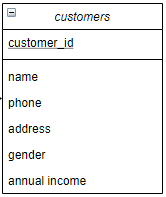 customers
customer_id
name
phone
address
gender
annual income